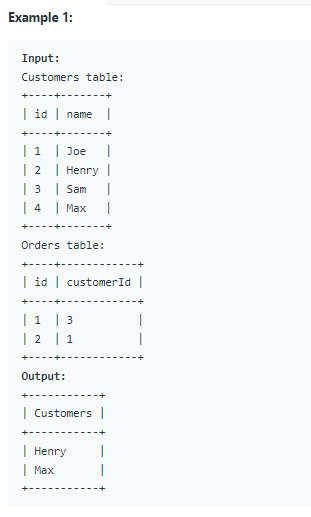 Example 1:
Input:
Customers table:
+----+-------+
| id | name  |
+----+-------+
| 1  | Joe   |
| 2  | Henry |
| 3  | Sam   |
| 4  | Max   |
+----+-------+
Orders table:
+----+------------+
| id | customerId |
+----+------------+
| 1  | 3          |
| 2  | 1          |
+----+------------+
Output:
+-----------+
| Customers |
+-----------+
| Henry     |
| Max       |
+-----------+